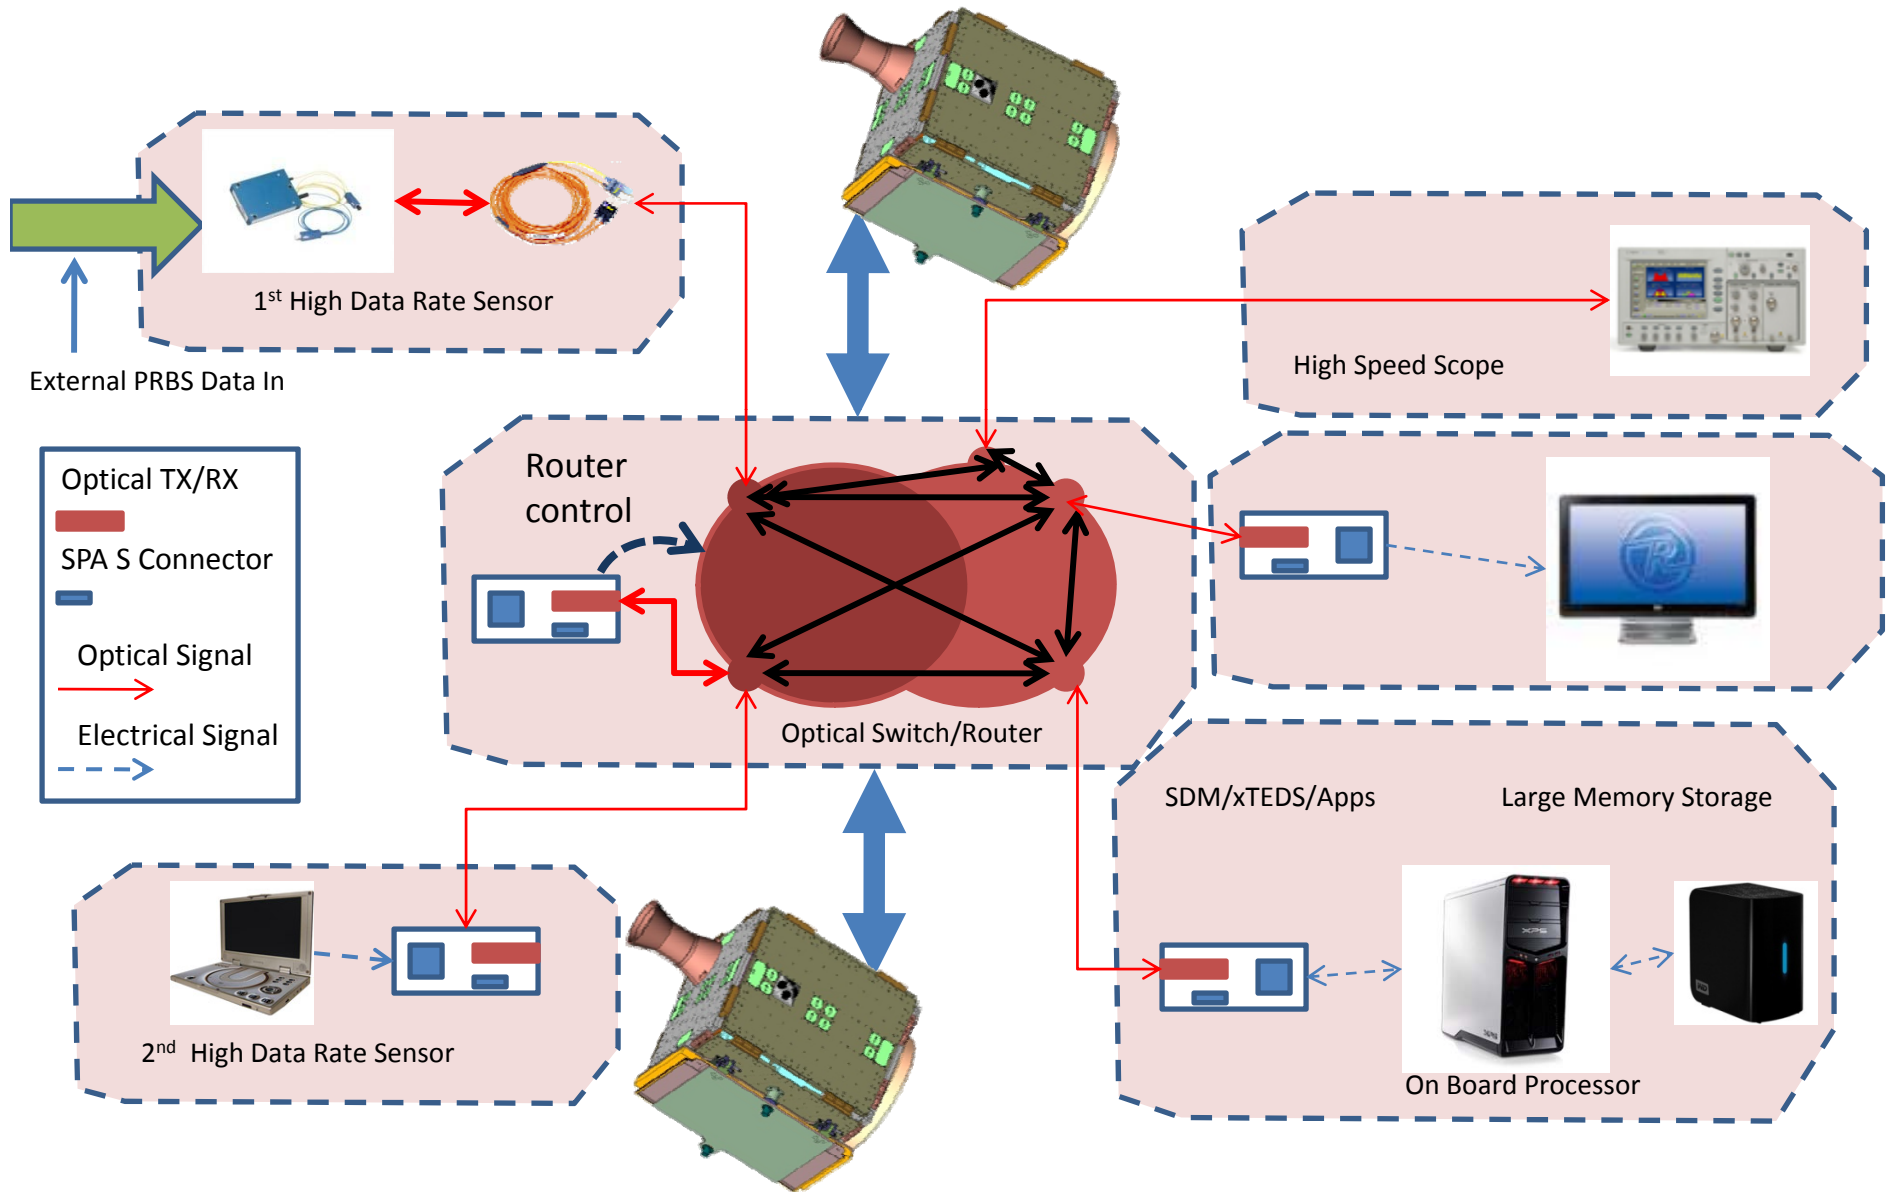 1st High Data Rate Sensor
External PRBS Data In
High Speed Scope
Optical TX/RX
SPA S Connector
Optical Signal
Electrical Signal
Router
control
Optical Switch/Router
SDM/xTEDS/Apps
Large Memory Storage
XPS
WD
2nd High Data Rate Sensor
On Board Processor